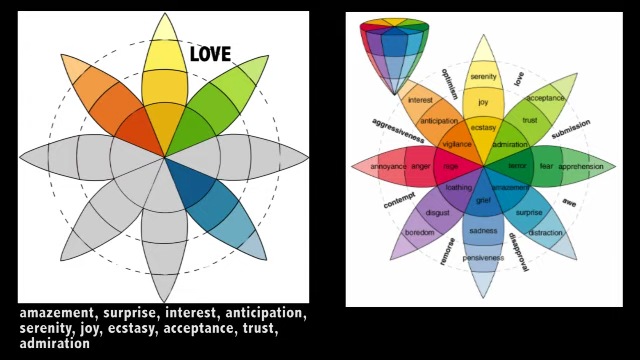 LOVE
amazement, surprise, interest, anticipation,
serenity, joy, ecstasy, acceptance, trust,
admiration
optimism
serenity
love
interest
joy
acceptance
anticipation
trust
aggressiveness
ecstasy
submission
vigilance
admiration
annoyance
anger
rage
terror
fear
apprehension
loathing
amazement
contempt
grief
awe
disgust
surprise
boredom
sadness
distraction
remorse
disapproval
pensiveness